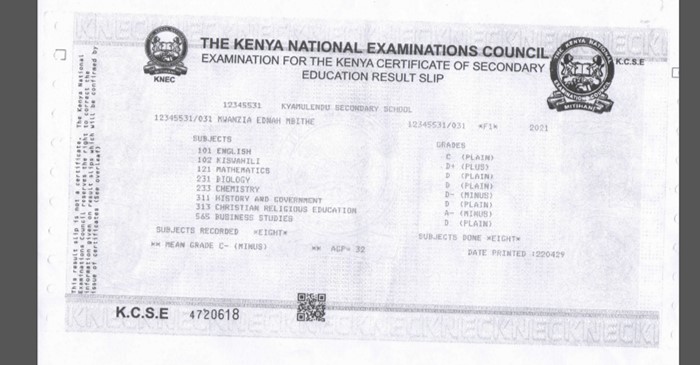 THE KENYA NATIONAL EXAMINATIONS COUNCIL
EXAMINATION FOR THE KENYA CERTIFICATE OF SECONDARY
EDUCATION RESULT SLIP
KNEC
K.C.S.E
MITIHANI
12345531 KYAMULENDU SECONDARY SCHOOL
12345531/031 MWANZIA EDNAH MBITHE 12345531/031 *F1* 2021
SUBJECTS GRADES
101 ENGLISH C (PLAIN)
102 KISWAHILI D+ (PLUS)
121 MATHEMATICS D (PLAIN)
231 BIOLOGY D (PLAIN)
233 CHEMISTRY D- (MINUS)
311 HISTORY AND GOVERNMENT D (PLAIN)
313 CHRISTIAN RELIGIOUS EDUCATION A- (MINUS)
565 BUSINESS STUDIES D (PLAIN)
SUBJECTS RECORDED *EIGHT* SUBJECTS DONE *EIGHT*
** MEAN GRADE C- (MINUS) ** AGP= 32 DATE PRINTED 1220429
K.C.S.E 4720618
This result slip is not a certificate. The Kenya National
Examinations Council reserves the right to correct the
information given on result slips which will be confirmed by
issue of certificates (See overleaf)